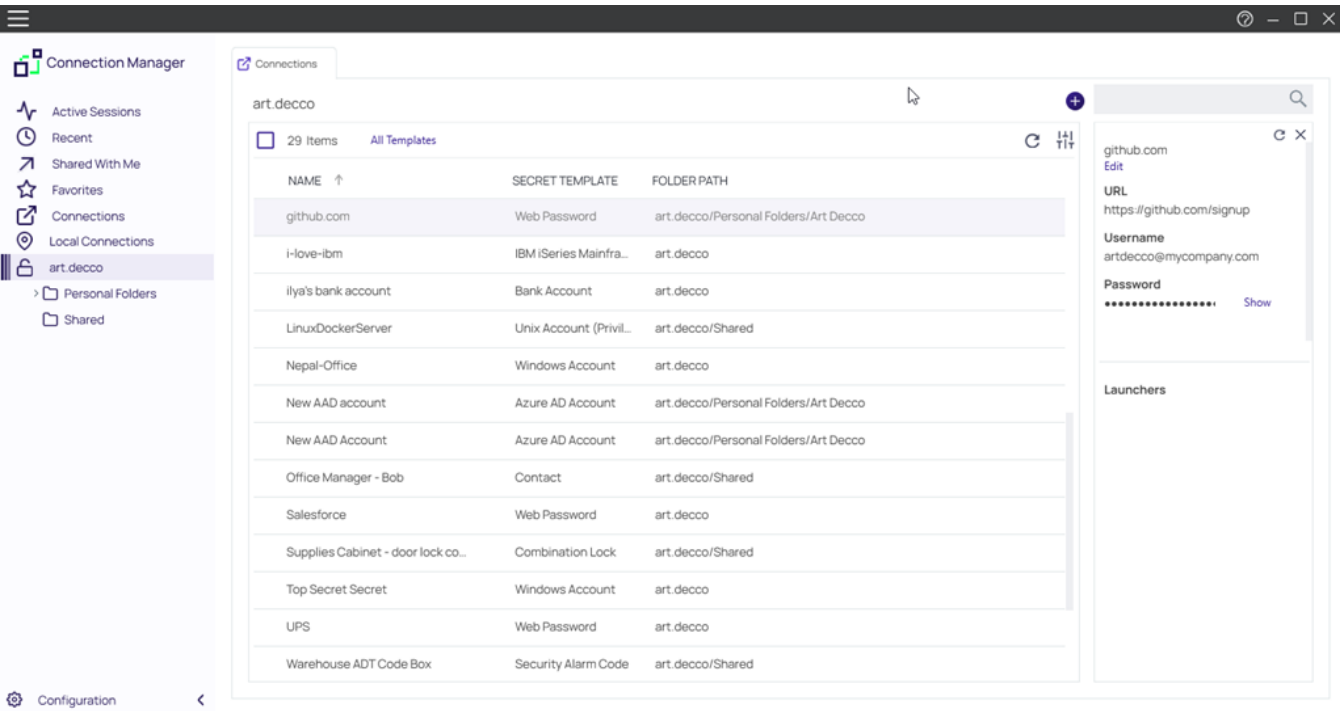 Connection Manager
Active Sessions
Recent
Shared With Me
Favorites
Connections
Local Connections
art.decco
Personal Folders
Shared
Configuration
Connections
art.decco
29 Items All Templates
NAME SECRET TEMPLATE FOLDER PATH
github.com Web Password art.decco/Personal Folders/Art Decco
i-love-ibm IBM iSeries Mainfra... art.decco
ilya's bank account Bank Account art.decco
LinuxDockerServer Unix Account (Privil... art.decco/Shared
Nepal-Office Windows Account art.decco
New AAD account Azure AD Account art.decco/Personal Folders/Art Decco
New AAD Account Azure AD Account art.decco/Personal Folders/Art Decco
Office Manager - Bob Contact art.decco/Shared
Salesforce Web Password art.decco
Supplies Cabinet - door lock co... Combination Lock art.decco/Shared
Top Secret Secret Windows Account art.decco
UPS Web Password art.decco
Warehouse ADT Code Box Security Alarm Code art.decco/Shared
github.com
Edit
URL
https://github.com/signup
Username
artdecco@mycompany.com
Password
Show
Launchers